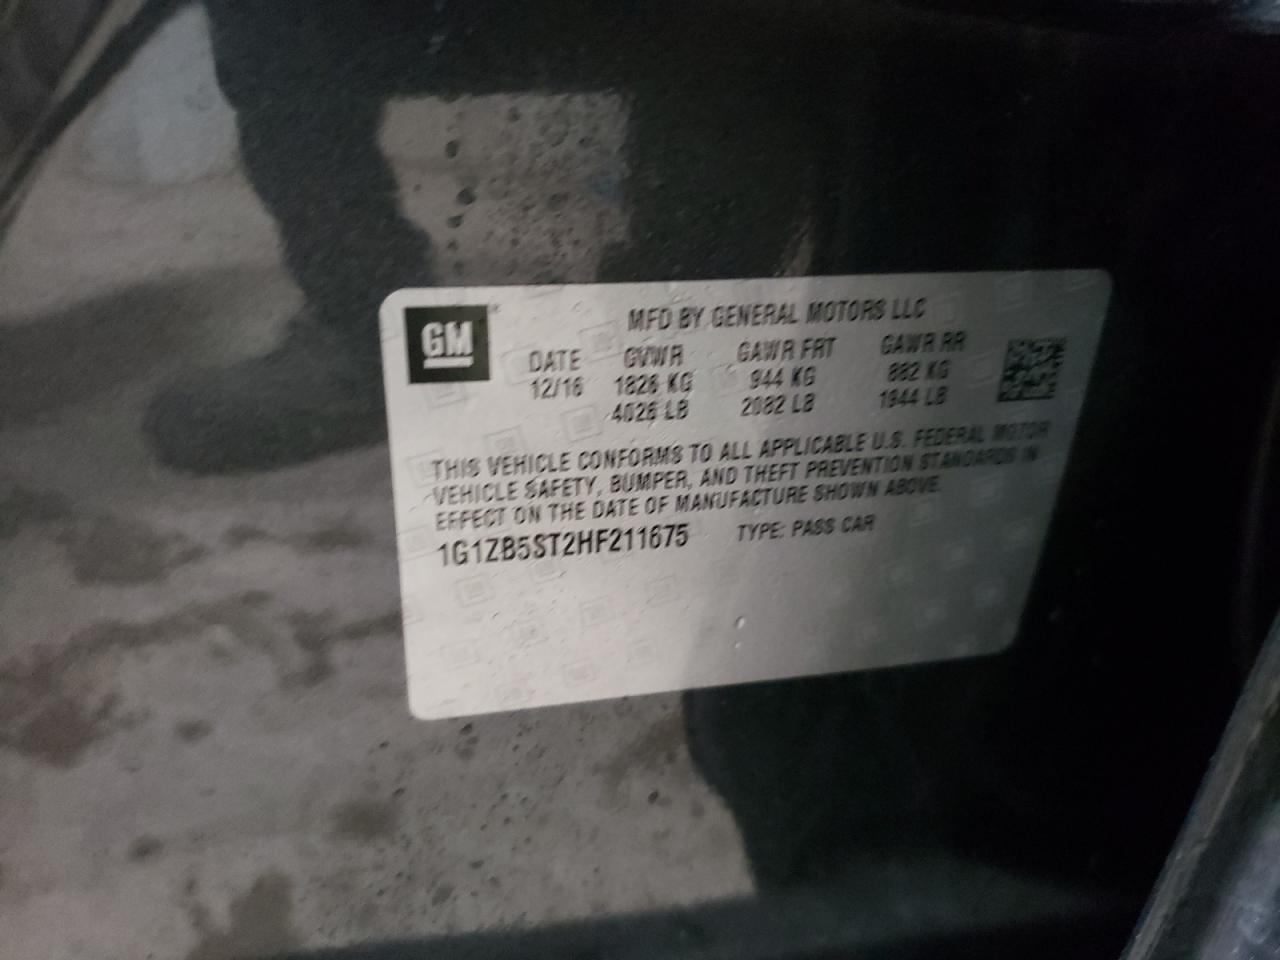 GM
MFD BY GENERAL MOTORS LLC
DATE GVWR GAWR FRT GAWR RR
12/16 1826 KG 944 KG 882 KG
4026 LB 2082 LB 1944 LB
THIS VEHICLE CONFORMS TO ALL APPLICABLE U.S. FEDERAL MOTOR
VEHICLE SAFETY, BUMPER, AND THEFT PREVENTION STANDARDS IN
EFFECT ON THE DATE OF MANUFACTURE SHOWN ABOVE.
1G1ZB5ST2HF211675 TYPE: PASS CAR